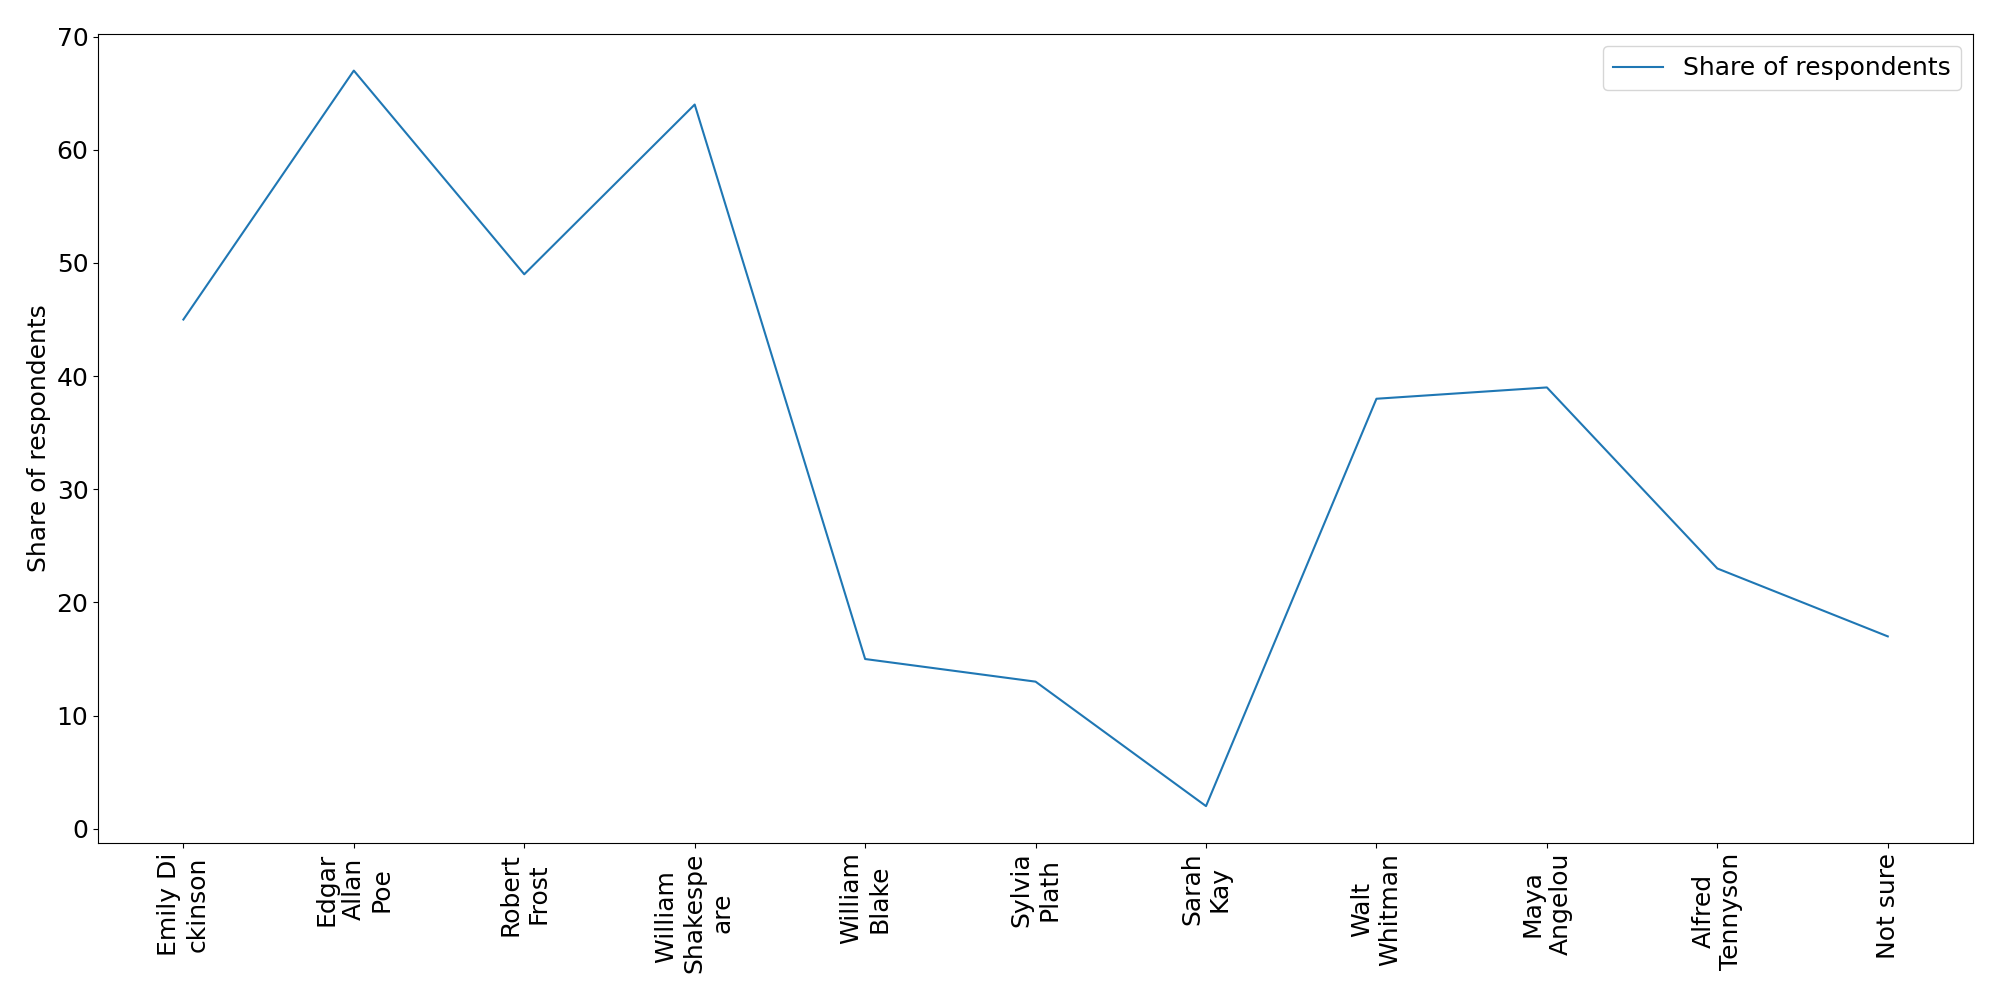 70
60
50
40
30
20
10
0
Share of respondents
Share of respondents
Emily Di
ckinson
Edgar
Allan
Poe
Robert
Frost
William
Shakespe
are
William
Blake
Sylvia
Plath
Sarah
Kay
Walt
Whitman
Maya
Angelou
Alfred
Tennyson
Not sure